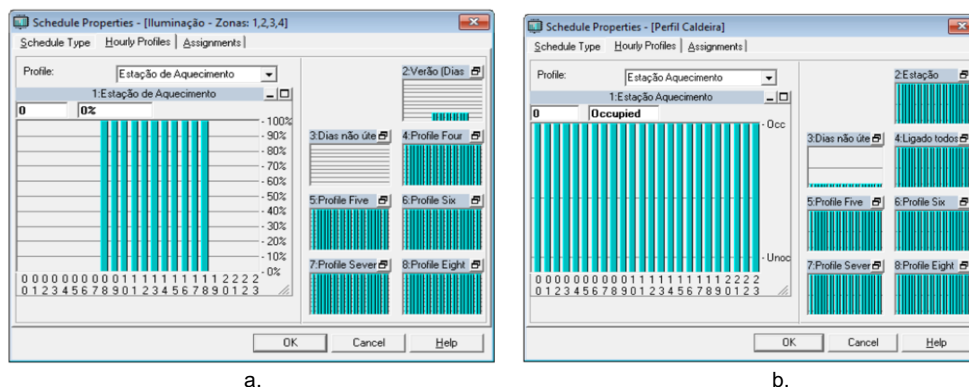 Schedule Properties - [Iluminação - Zonas: 1,2,3,4]
Schedule Type Hourly Profiles Assignments
Profile: Estação de Aquecimento
1:Estação de Aquecimento
0 0%
100%
90%
80%
70%
60%
50%
40%
30%
20%
10%
0%
0 0 0 0 0 0 0 0 0 0 1 1 1 1 1 1 1 1 1 1 2 2 2 2
0 1 2 3 4 5 6 7 8 9 0 1 2 3 4 5 6 7 8 9 0 1 2 3
2:Verão (Dias
3:Dias não úte
4:Profile Four
5:Profile Five
6:Profile Six
7:Profile Sever
8:Profile Eight
OK Cancel Help
a.
Schedule Properties - [Perfil Caldeira]
Schedule Type Hourly Profiles Assignments
Profile: Estação Aquecimento
1:Estação Aquecimento
0 Occupied
Occ
Unoc
0 0 0 0 0 0 0 0 0 0 1 1 1 1 1 1 1 1 1 1 2 2 2 2
0 1 2 3 4 5 6 7 8 9 0 1 2 3 4 5 6 7 8 9 0 1 2 3
2:Estação
3:Dias não úte
4:Ligado todos
5:Profile Five
6:Profile Six
7:Profile Sever
8:Profile Eight
OK Cancel Help
b.